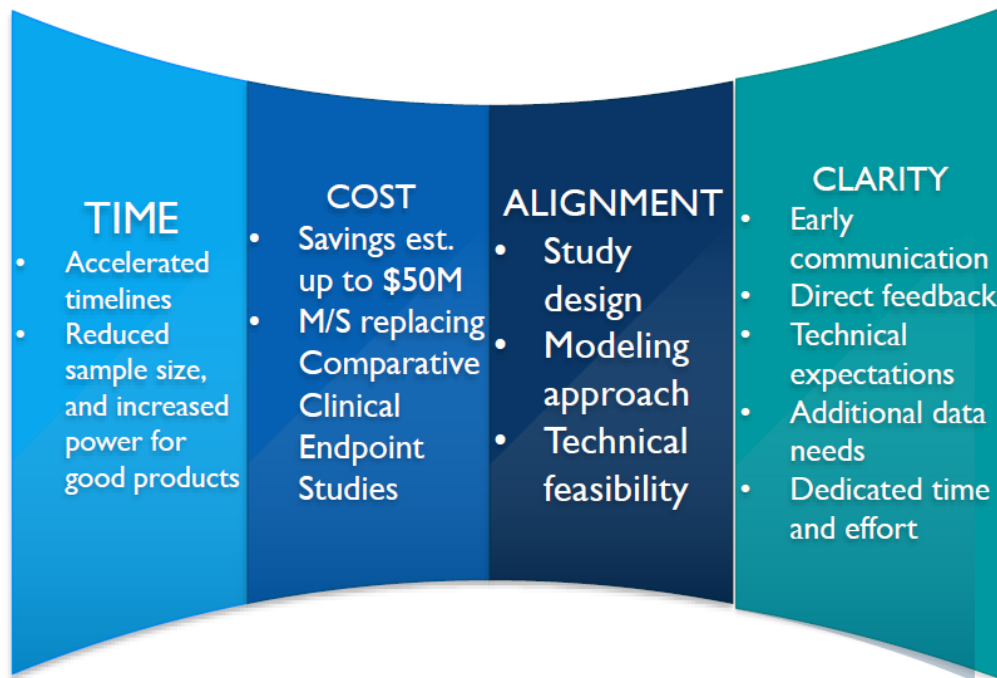 TIME
• Accelerated
timelines
• Reduced
sample size,
and increased
power for
good products
COST
• Savings est.
up to $50M
• M/S replacing
Comparative
Clinical
Endpoint
Studies
ALIGNMENT
• Study
design
• Modeling
approach
• Technical
feasibility
CLARITY
• Early
communication
• Direct feedback
• Technical
expectations
• Additional data
needs
• Dedicated time
and effort